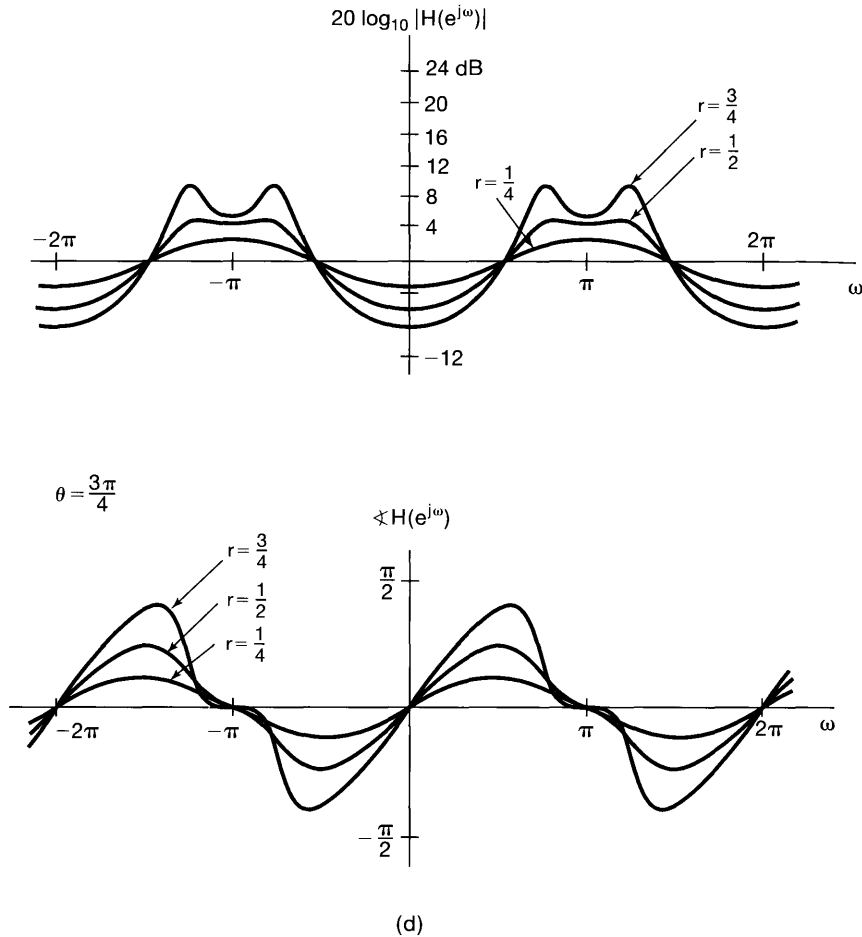 20 log₁₀ |H(e^{jω})|
24 dB
20
16
12
8
4
-12
r = 3/4
r = 1/2
r = 1/4
-2π
-π
π
2π
ω
θ = 3π/4
∢H(e^{jω})
π/2
-π/2
r = 3/4
r = 1/2
r = 1/4
-2π
-π
π
2π
ω
(d)